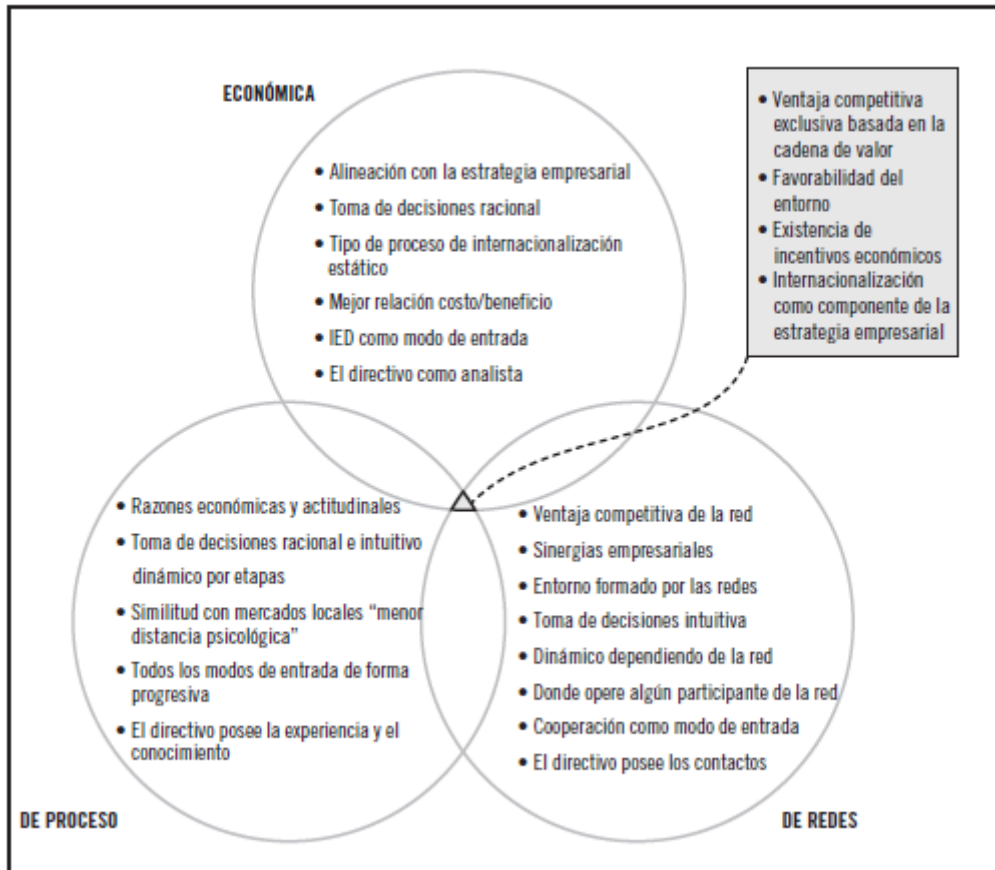 ECONÓMICA
• Alineación con la estrategia empresarial
• Toma de decisiones racional
• Tipo de proceso de internacionalización
estático
• Mejor relación costo/beneficio
• IED como modo de entrada
• El directivo como analista
• Ventaja competitiva
exclusiva basada en la
cadena de valor
• Favorabilidad del
entorno
• Existencia de
incentivos económicos
• Internacionalización
como componente de la
estrategia empresarial
• Razones económicas y actitudinales
• Toma de decisiones racional e intuitivo
dinámico por etapas
• Similitud con mercados locales “menor
distancia psicológica”
• Todos los modos de entrada de forma
progresiva
• El directivo posee la experiencia y el
conocimiento
• Ventaja competitiva de la red
• Sinergias empresariales
• Entorno formado por las redes
• Toma de decisiones intuitiva
• Dinámico dependiendo de la red
• Donde opere algún participante de la red
• Cooperación como modo de entrada
• El directivo posee los contactos
DE PROCESO
DE REDES